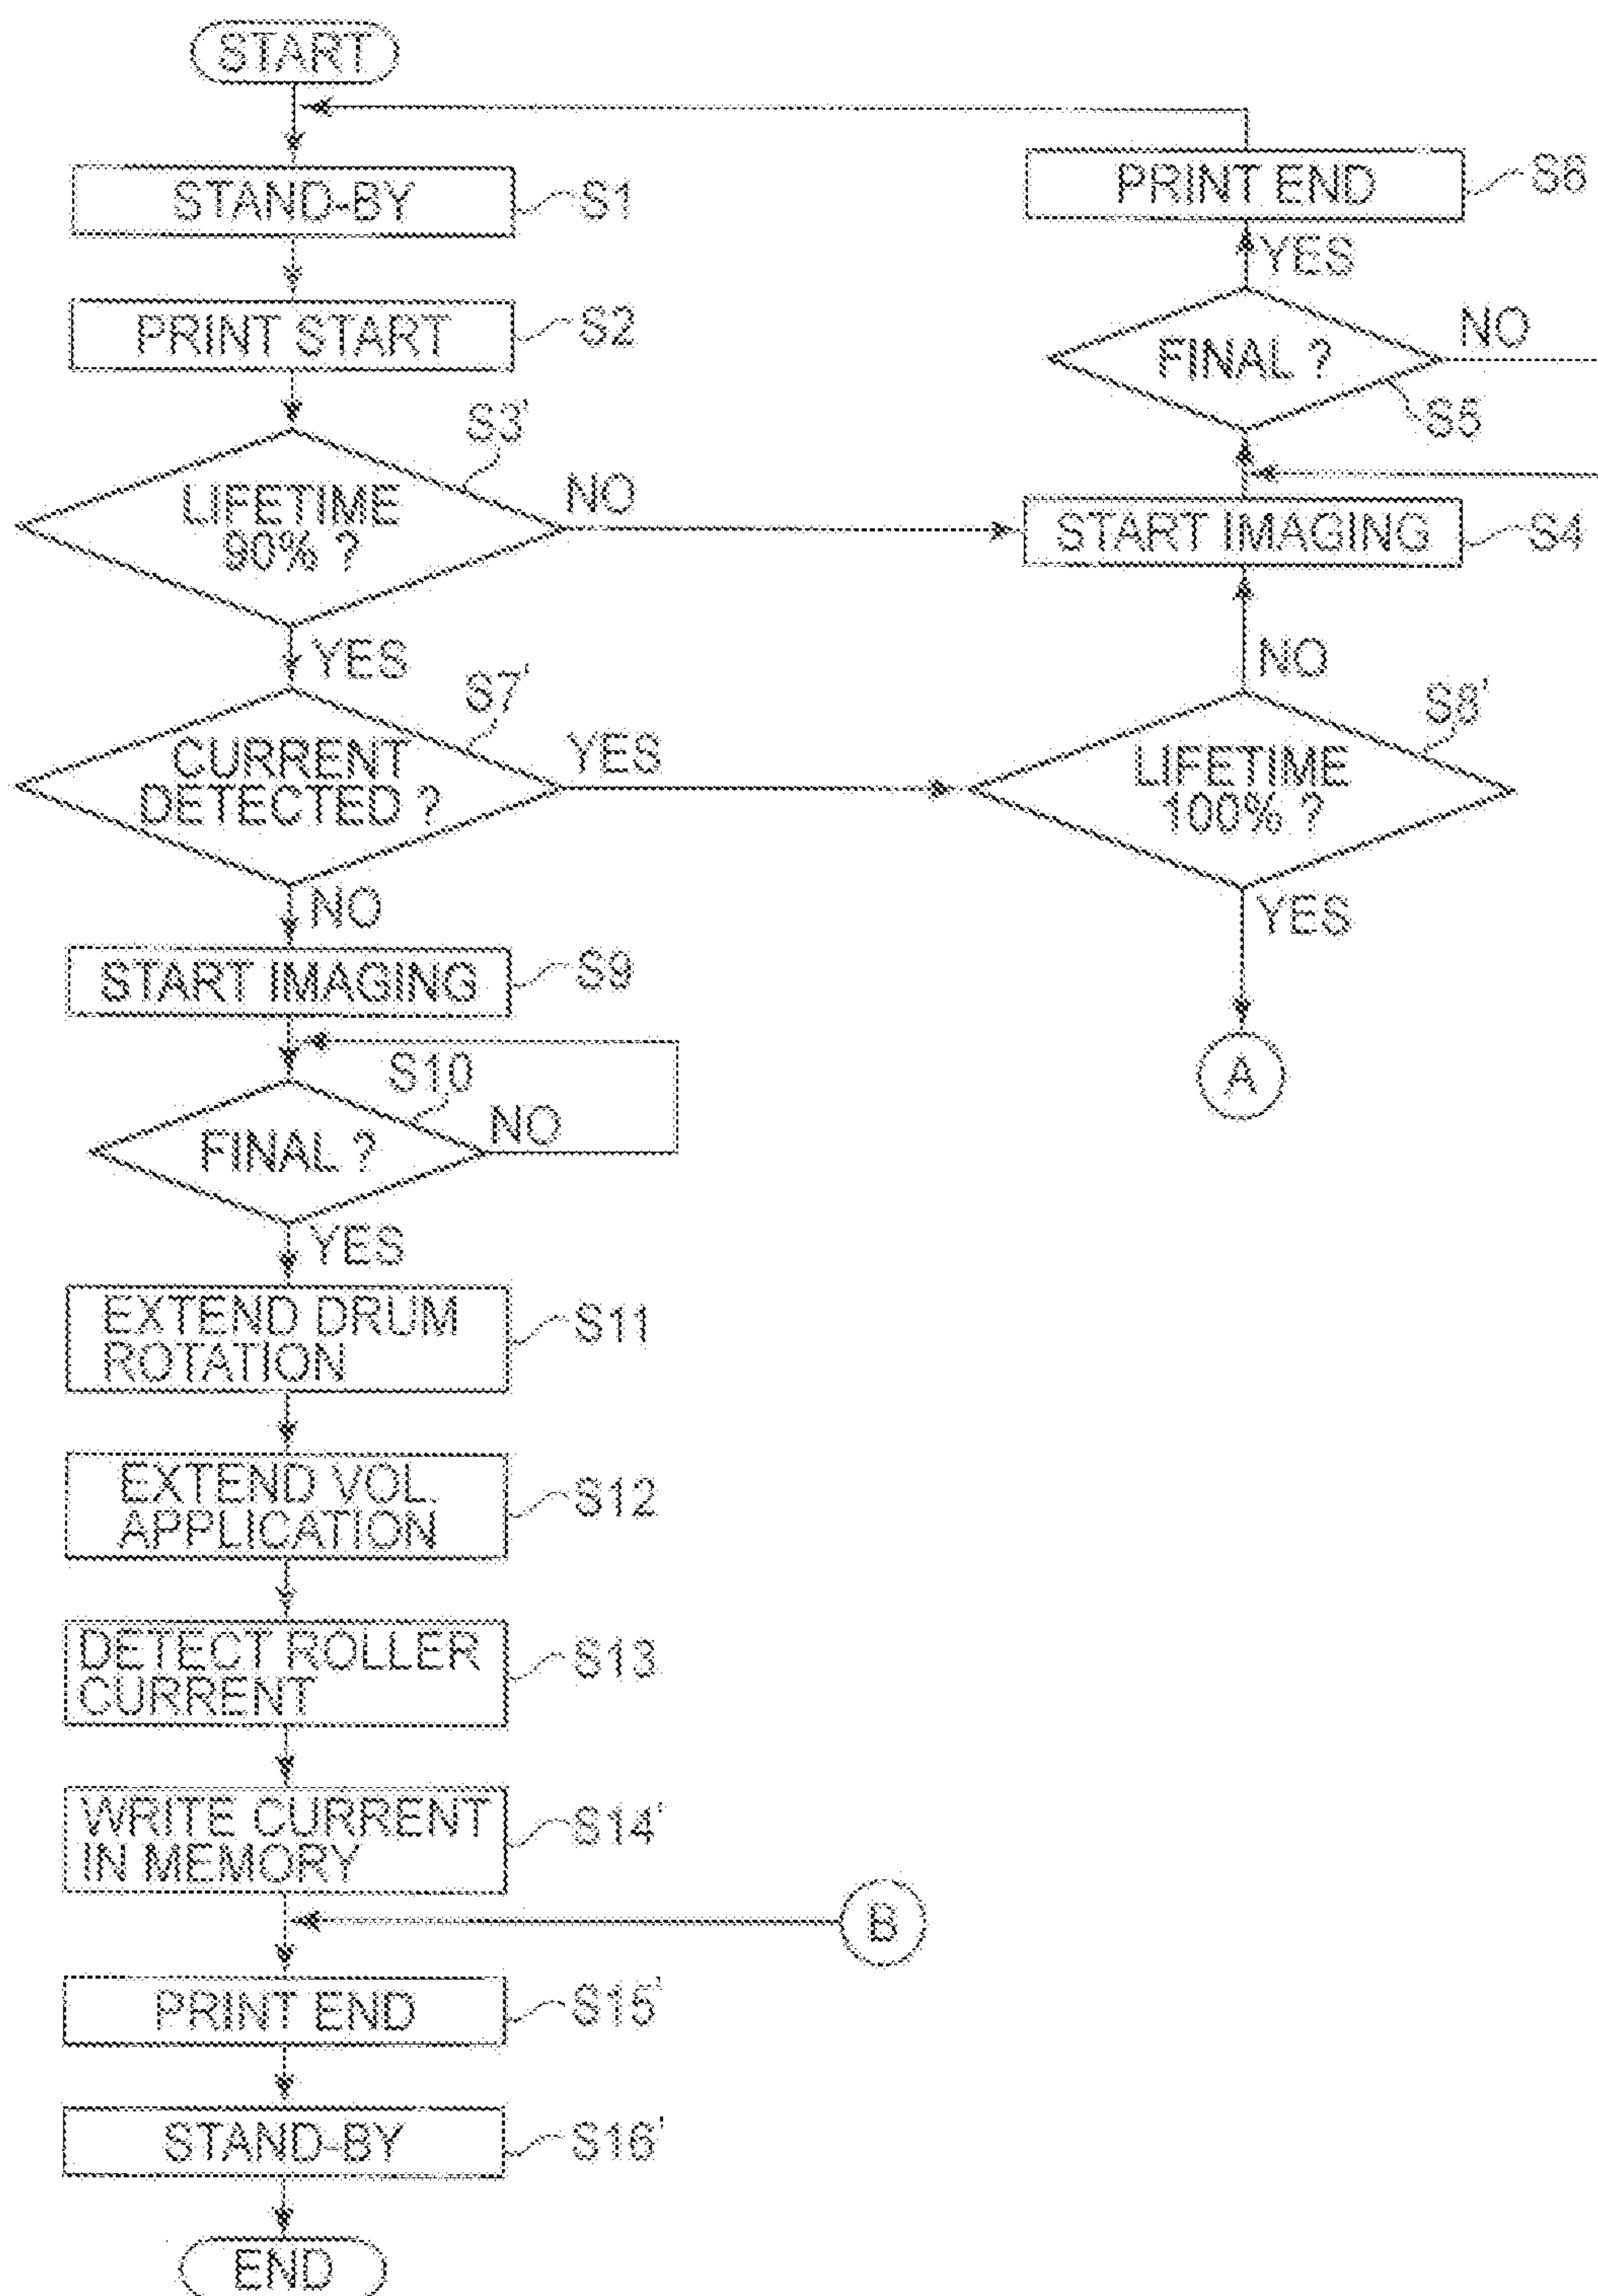 START
STAND-BY
S1
PRINT START
S2
LIFETIME
90% ?
S3'
NO
YES
CURRENT
DETECTED ?
S7'
YES
NO
START IMAGING
S9
S10
FINAL ?
NO
YES
EXTEND DRUM
ROTATION
S11
EXTEND VOL.
APPLICATION
S12
DETECT ROLLER
CURRENT
S13
WRITE CURRENT
IN MEMORY
S14'
B
PRINT END
S15'
STAND-BY
S16'
END
PRINT END
S6
YES
FINAL ?
NO
S5
START IMAGING
S4
NO
LIFETIME
100% ?
S8'
YES
A